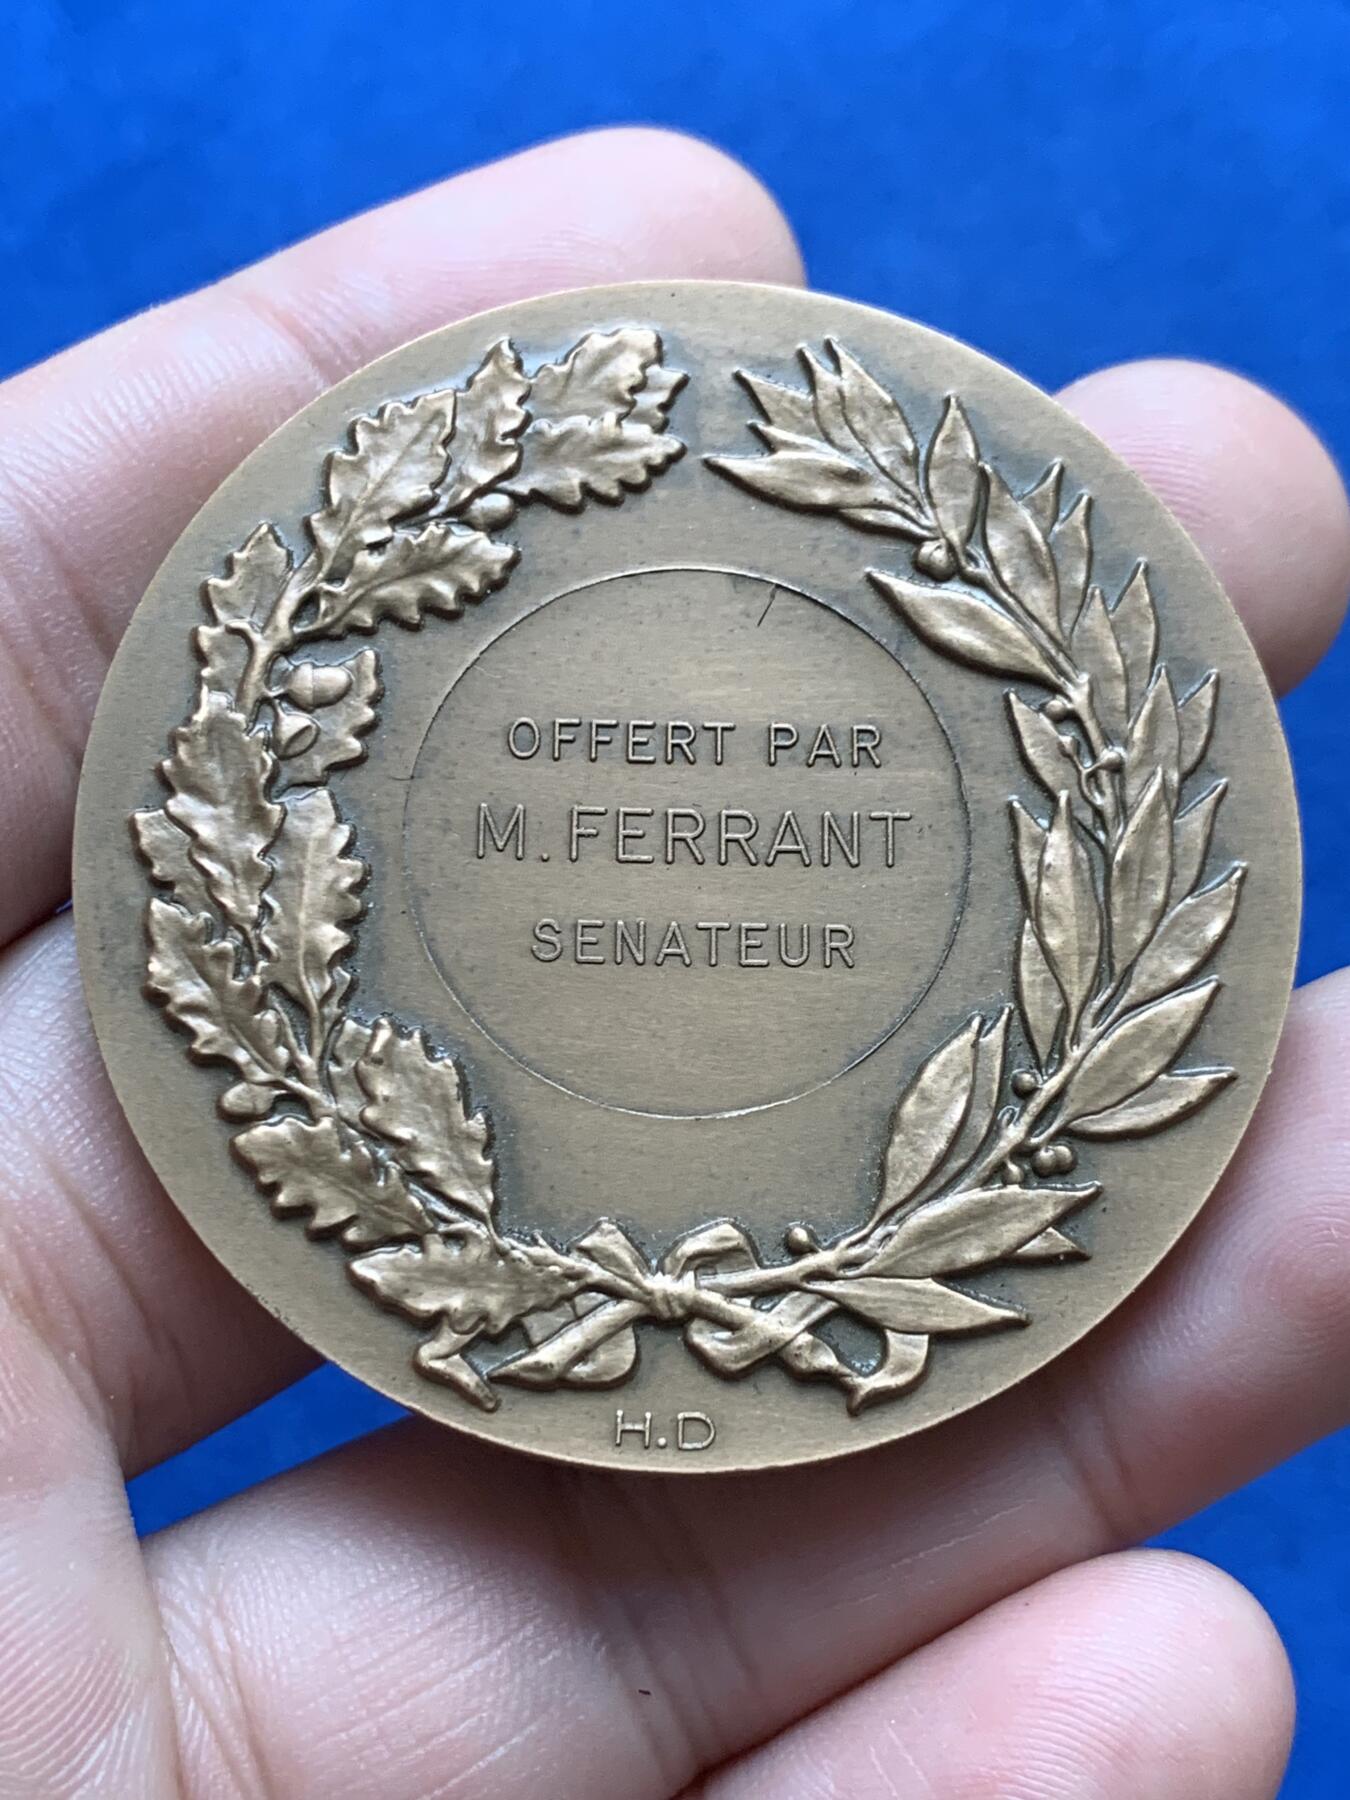 OFFERT PAR
M. FERRANT
SENATEUR
H.D